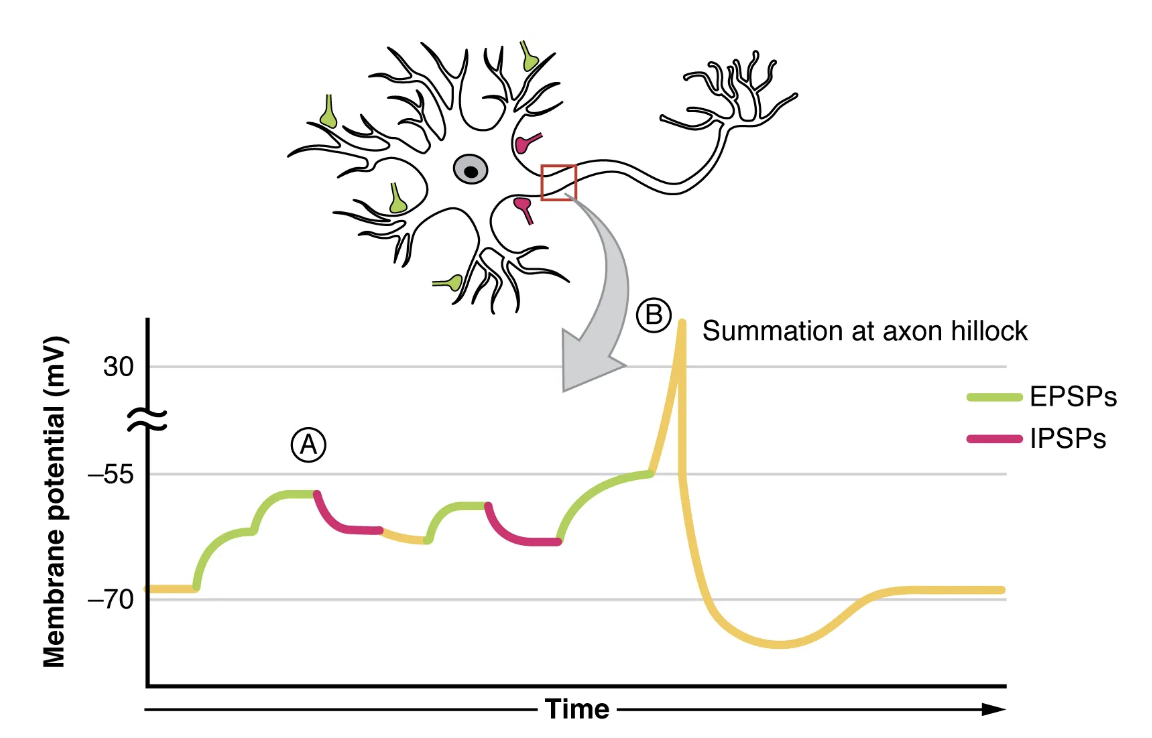 B
Summation at axon hillock
30
EPSPs
IPSPs
A
–55
–70
Membrane potential (mV)
Time